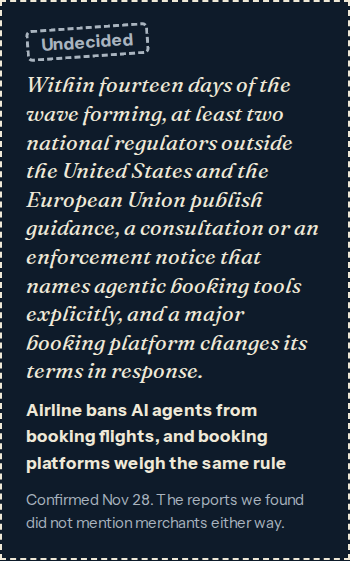 Undecided
Within fourteen days of the
wave forming, at least two
national regulators outside
the United States and the
European Union publish
guidance, a consultation or an
enforcement notice that
names agentic booking tools
explicitly, and a major
booking platform changes its
terms in response.
Airline bans AI agents from
booking flights, and booking
platforms weigh the same rule
Confirmed Nov 28. The reports we found
did not mention merchants either way.